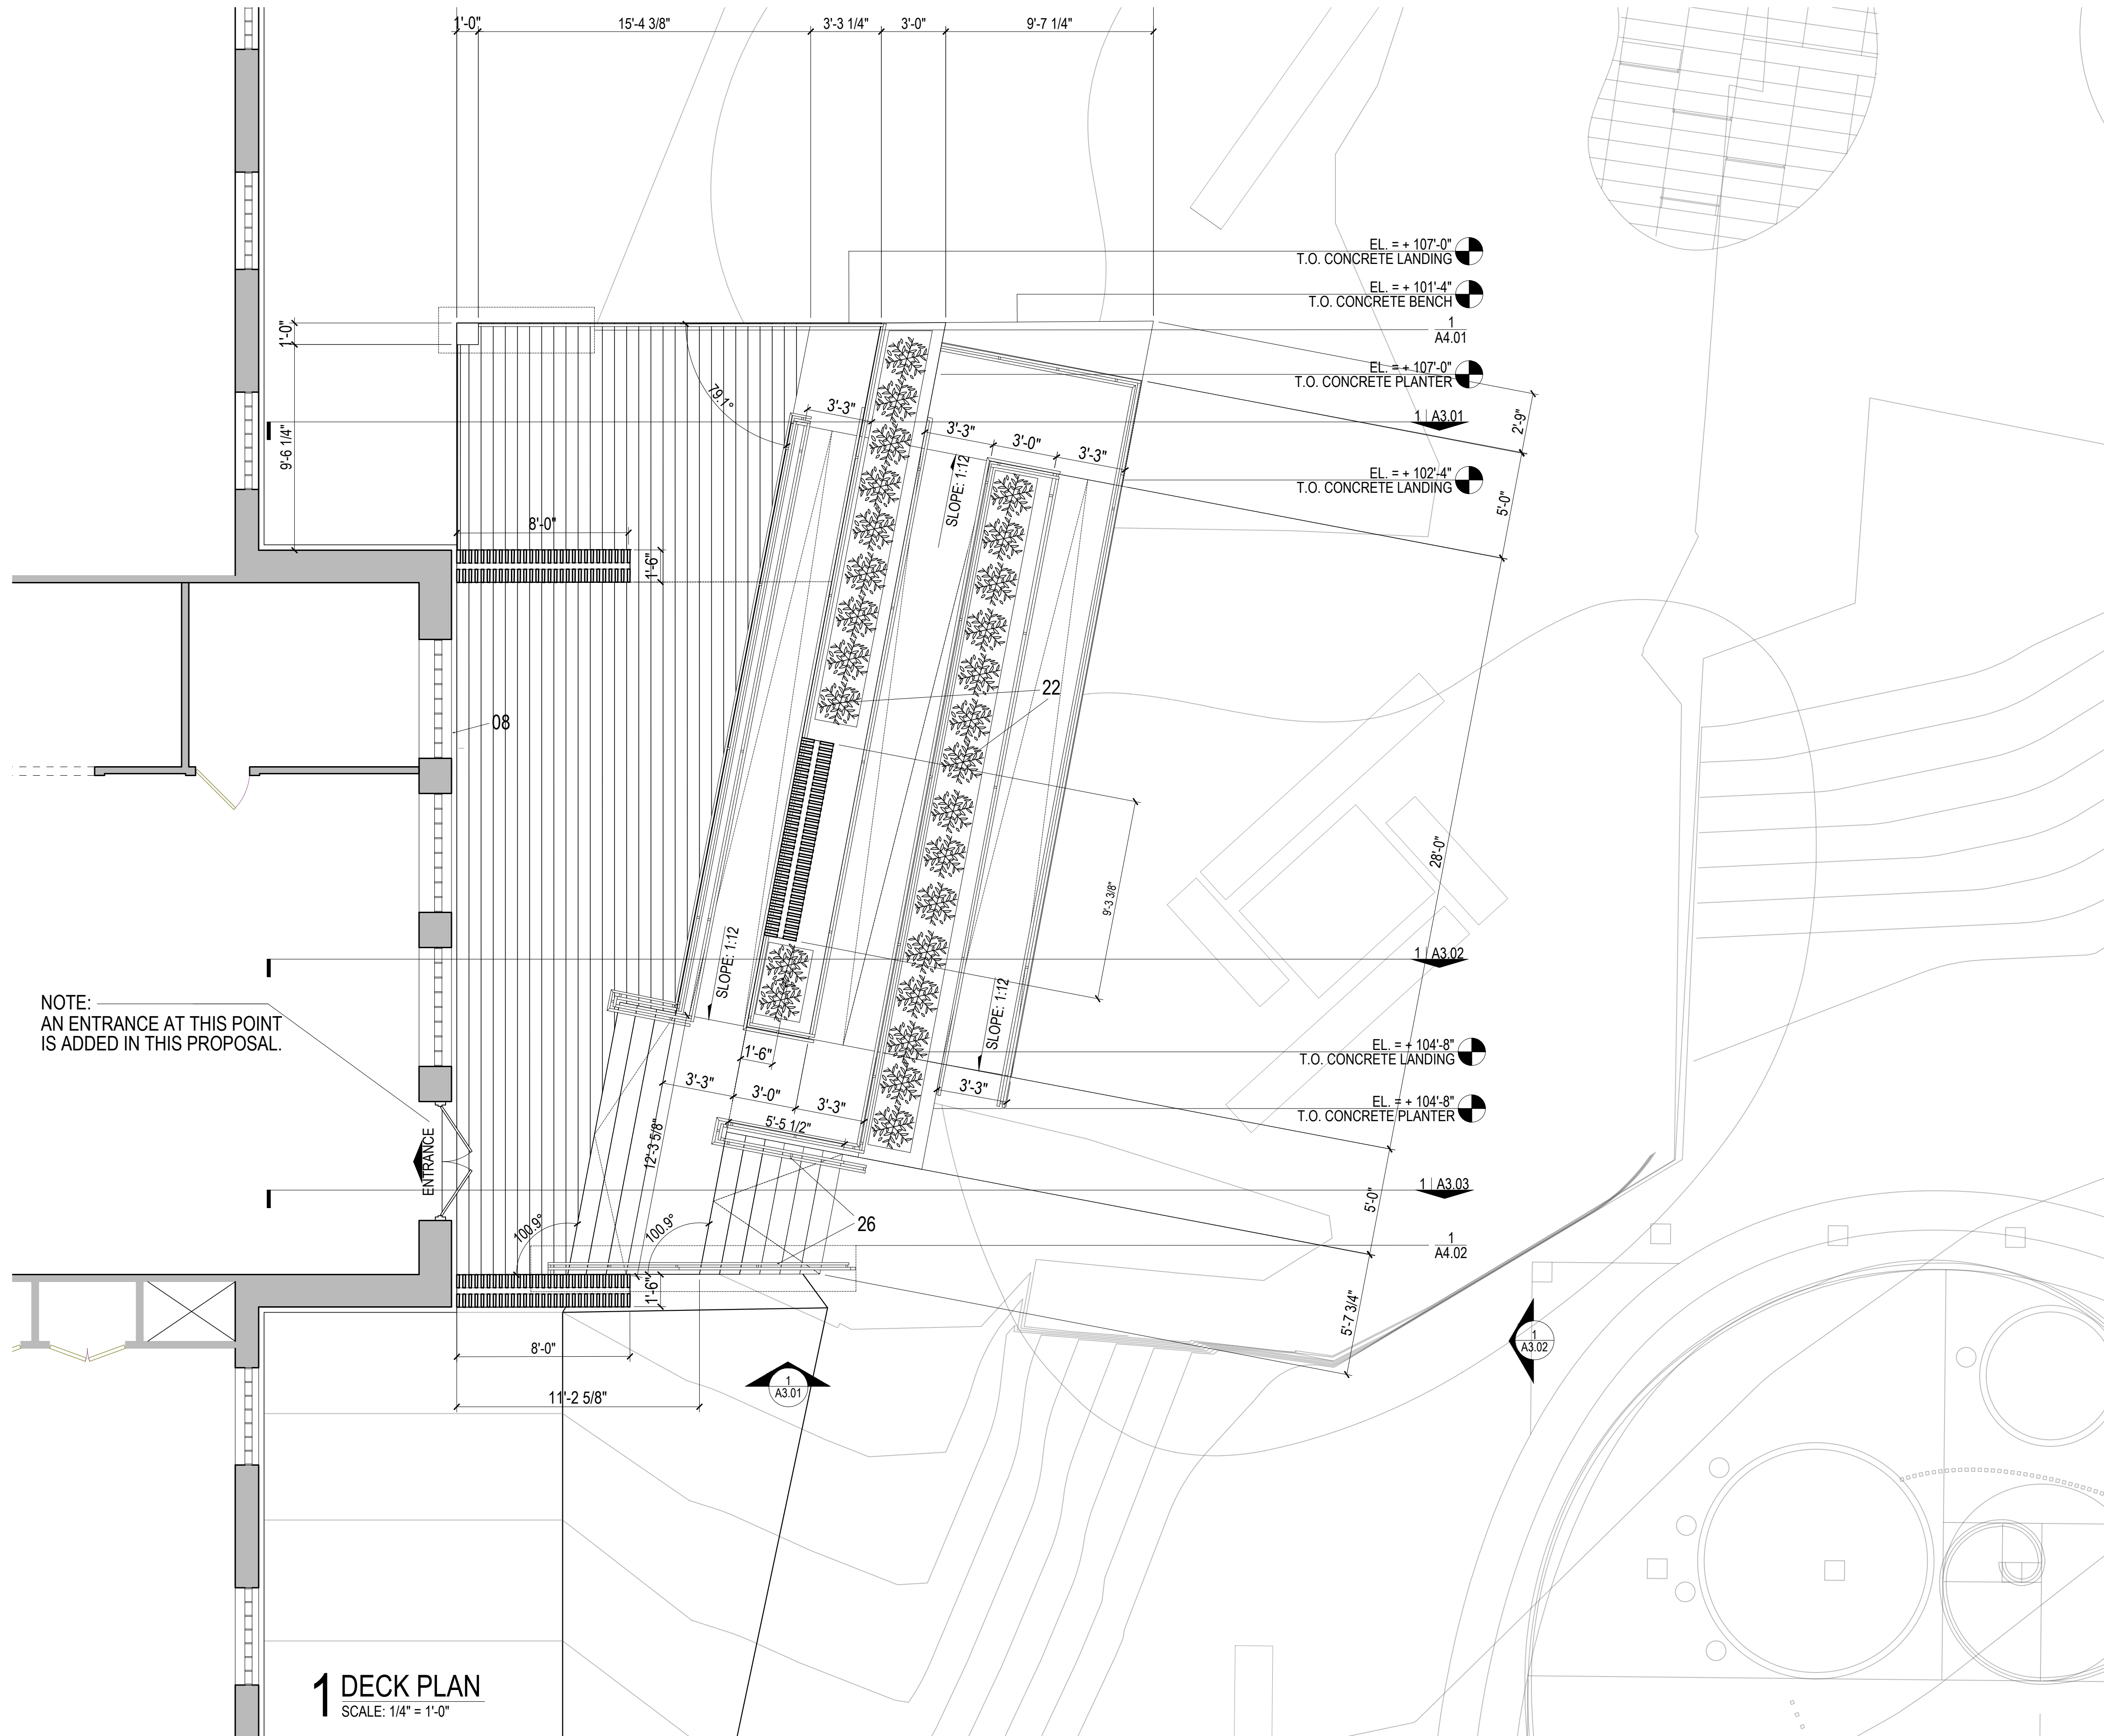 1'-0"
15'-4 3/8"
3'-3 1/4"
3'-0"
9'-7 1/4"
EL. = + 107'-0"
T.O. CONCRETE LANDING
EL. = + 101'-4"
T.O. CONCRETE BENCH
1
A4.01
1'-0"
EL. = + 107'-0"
T.O. CONCRETE PLANTER
79.1°
3'-3"
1 | A3.01
2'-9"
9'-6 1/4"
3'-3"
3'-0"
3'-3"
EL. = + 102'-4"
T.O. CONCRETE LANDING
SLOPE: 1:12
5'-0"
8'-0"
1'-6"
22
08
28'-0"
9'-3 3/8"
1 | A3.02
SLOPE: 1:12
NOTE:
AN ENTRANCE AT THIS POINT
IS ADDED IN THIS PROPOSAL.
SLOPE: 1:12
EL. = + 104'-8"
T.O. CONCRETE LANDING
1'-6"
3'-3"
3'-0"
3'-3"
3'-3"
EL. = + 104'-8"
T.O. CONCRETE PLANTER
5'-5 1/2"
12'-3 5/8"
ENTRANCE
1 | A3.03
5'-0"
26
100.9°
100.9°
1
A4.02
1'-6"
5'-7 3/4"
8'-0"
1
A3.02
1
A3.01
11'-2 5/8"
1 DECK PLAN
SCALE: 1/4" = 1'-0"